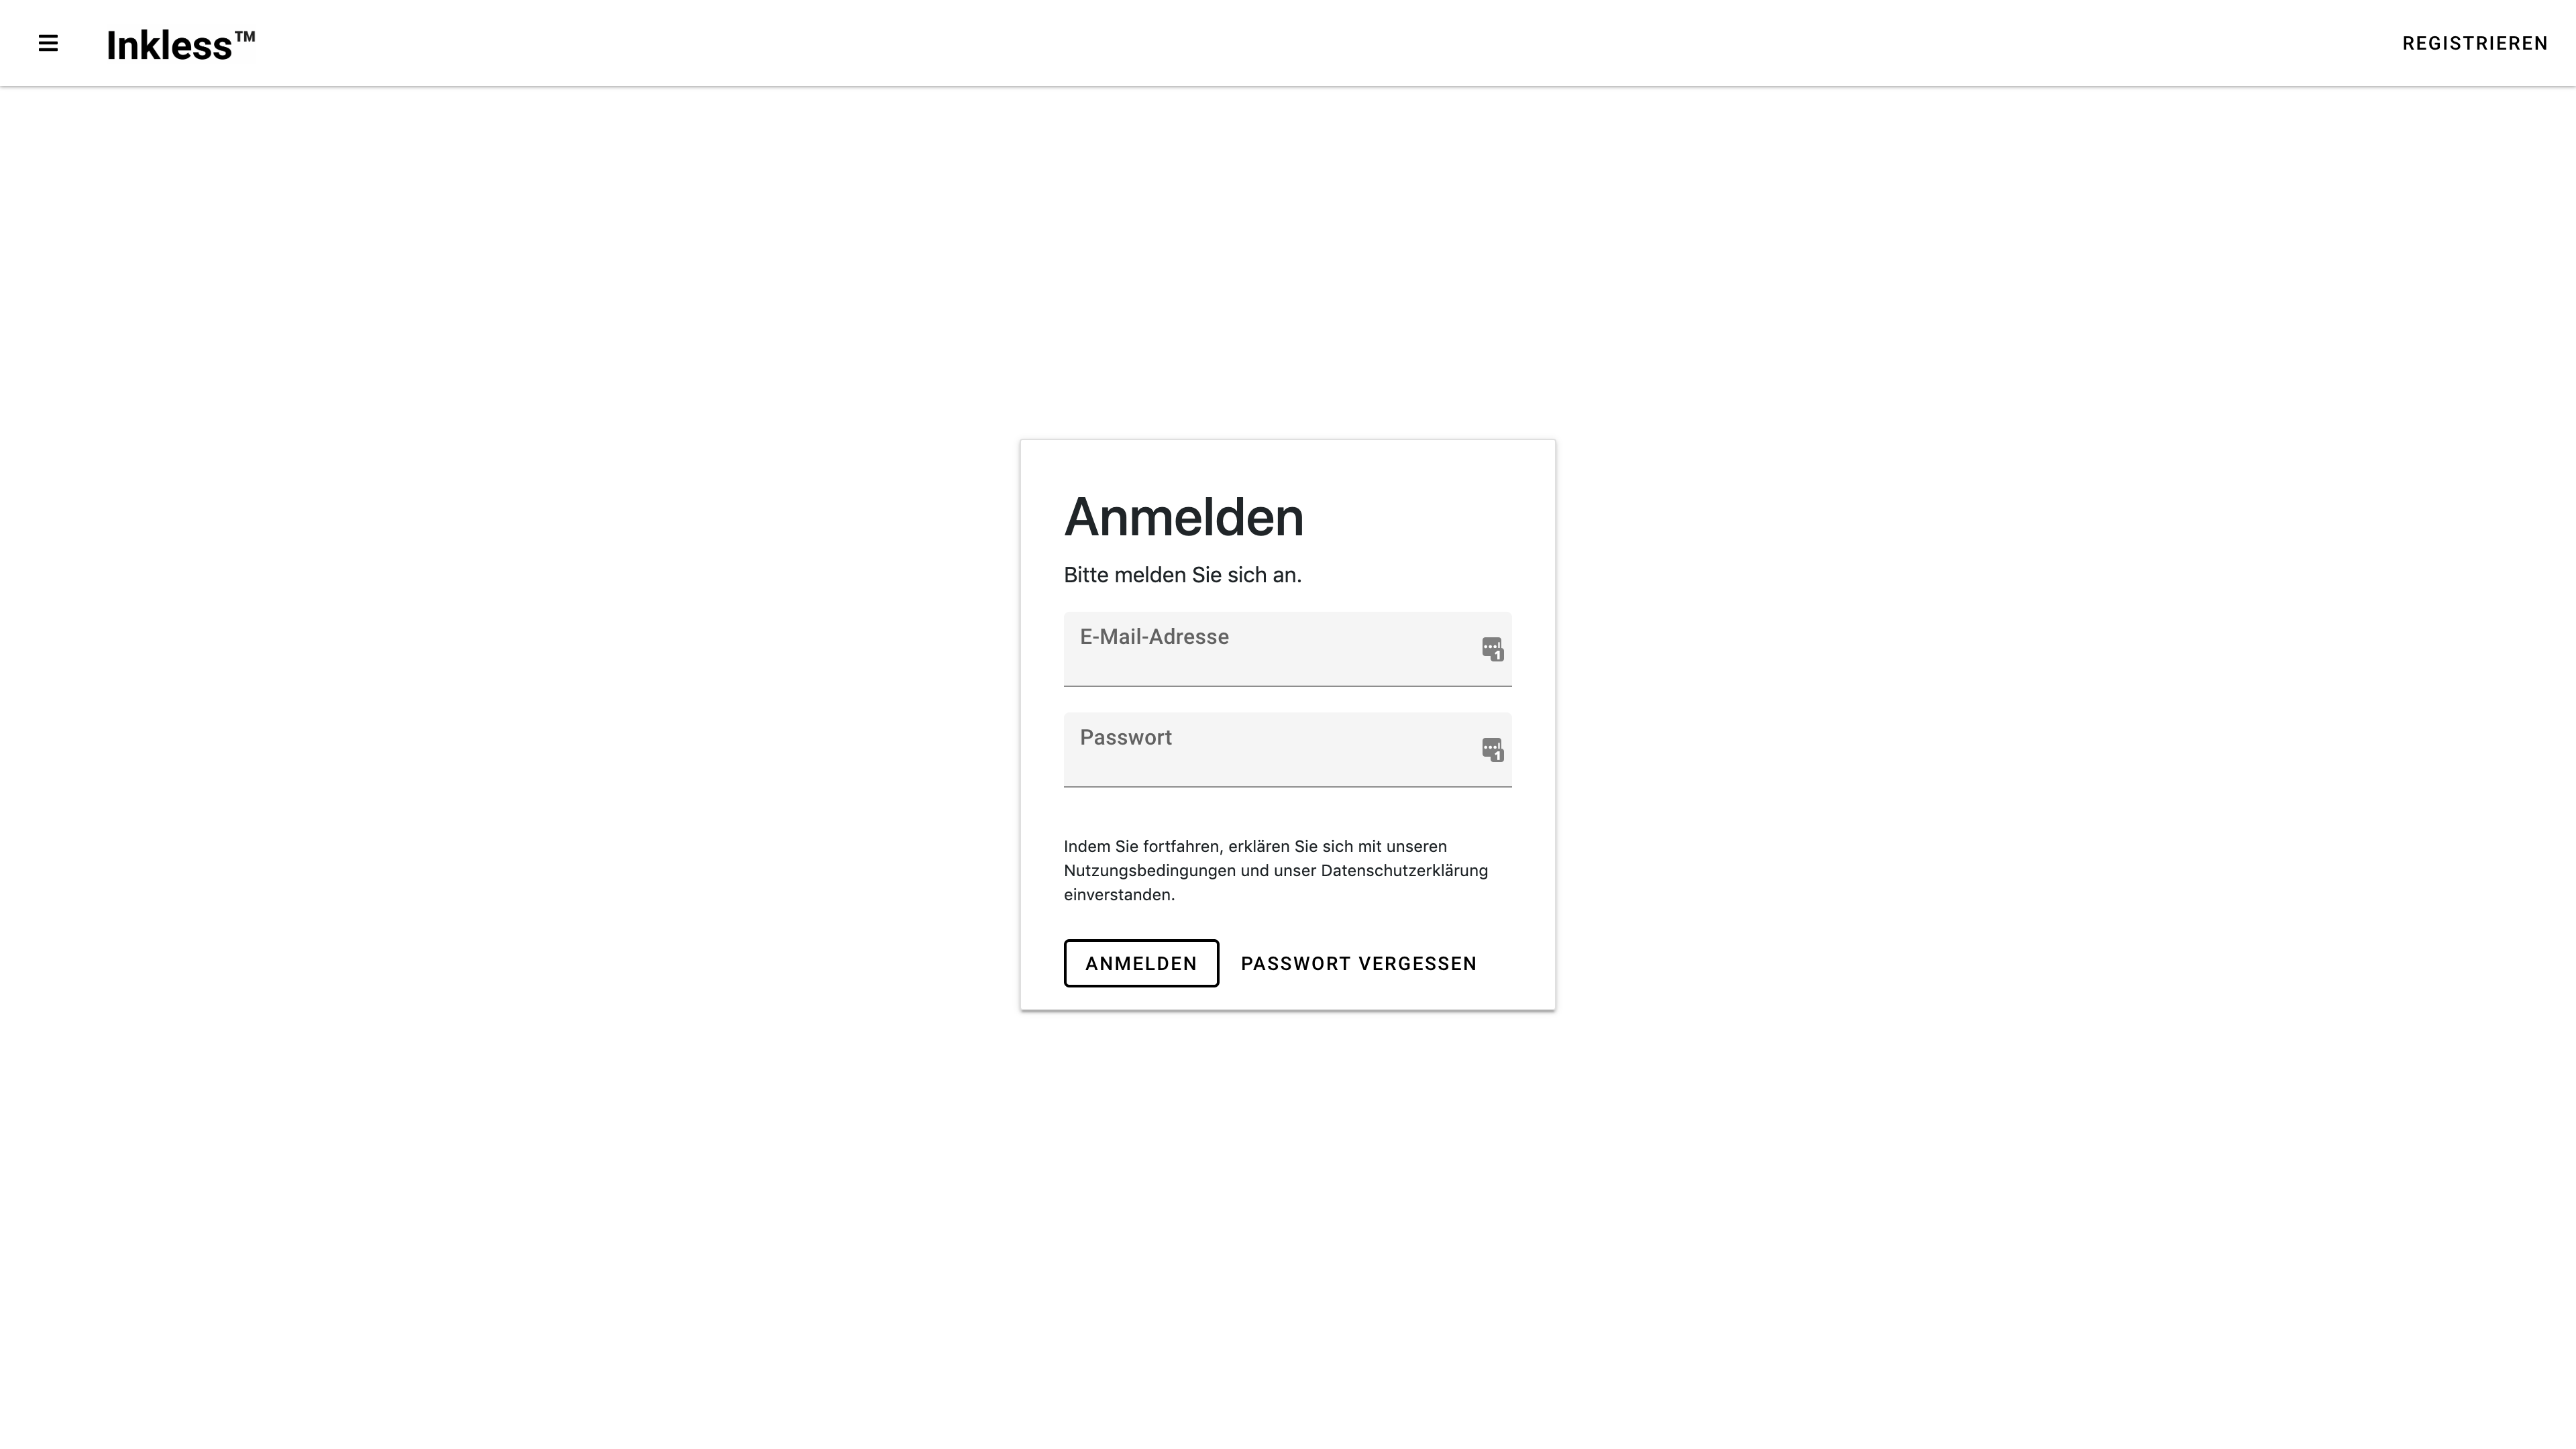 Inkless™
REGISTRIEREN
Anmelden
Bitte melden Sie sich an.
E-Mail-Adresse
Passwort
Indem Sie fortfahren, erklären Sie sich mit unseren
Nutzungsbedingungen und unser Datenschutzerklärung
einverstanden.
ANMELDEN PASSWORT VERGESSEN